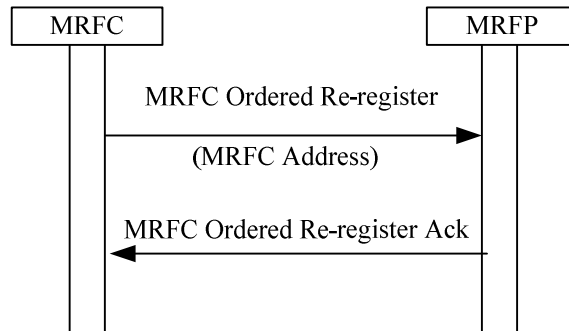 MRFC
MRFP
MRFC Ordered Re-register
(MRFC Address)
MRFC Ordered Re-register Ack